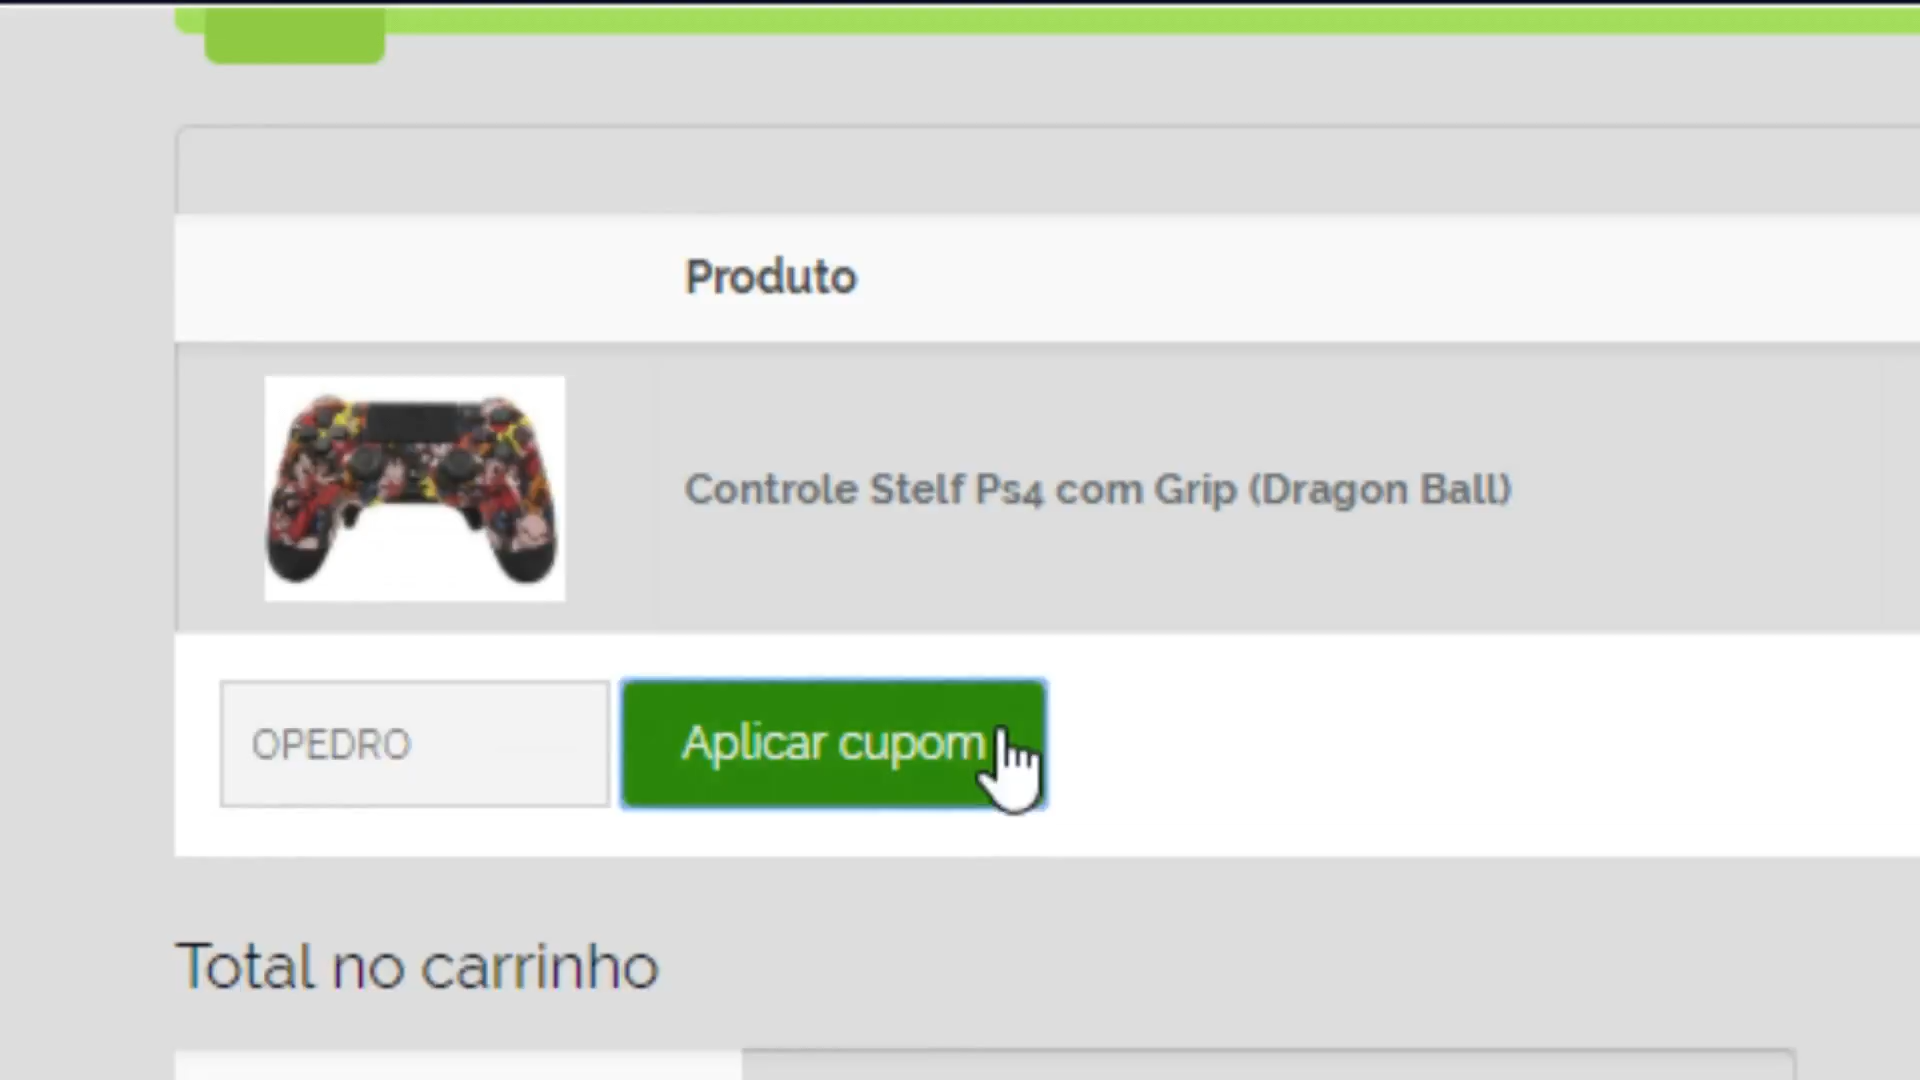 Produto
Controle Stelf Ps4 com Grip (Dragon Ball)
OPEDRO
Aplicar cupom
Total no carrinho